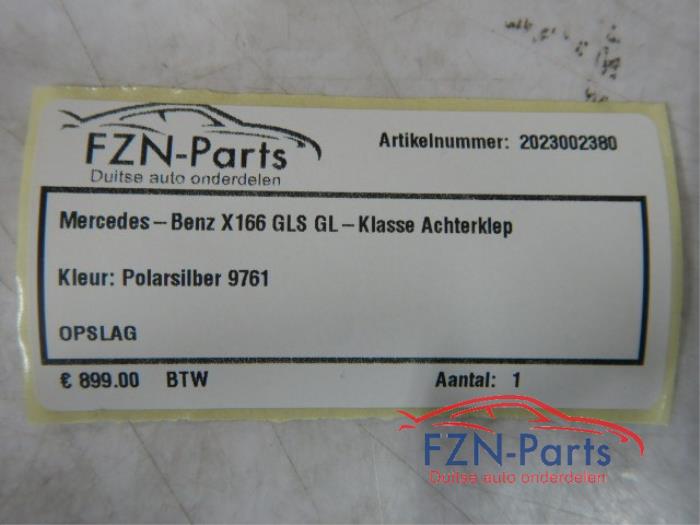 FZN-Parts
Duitse auto onderdelen
Artikelnummer: 2023002380
Mercedes-Benz X166 GLS GL-Klasse Achterklep
Kleur: Polarsilber 9761
OPSLAG
€ 899.00 BTW Aantal: 1
FZN-Parts
Duitse auto onderdelen